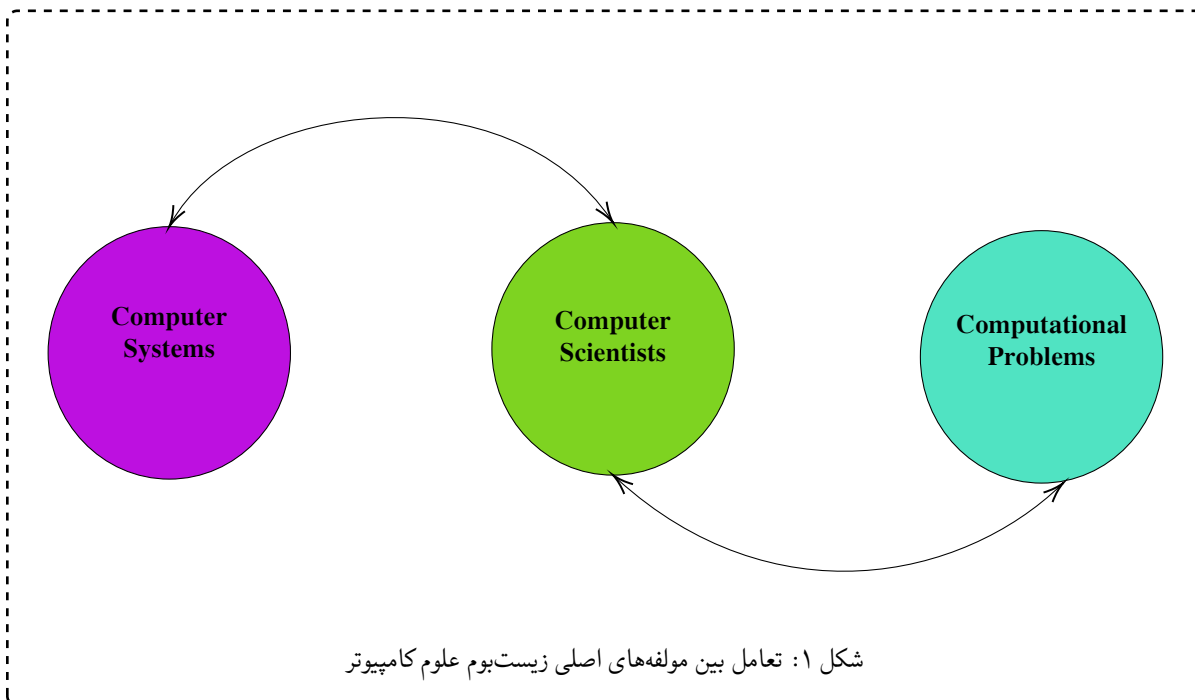 Computer
Systems
Computer
Scientists
Computational
Problems
شکل ۱: تعامل بین مولفه‌های اصلی زیست‌بوم علوم کامپیوتر